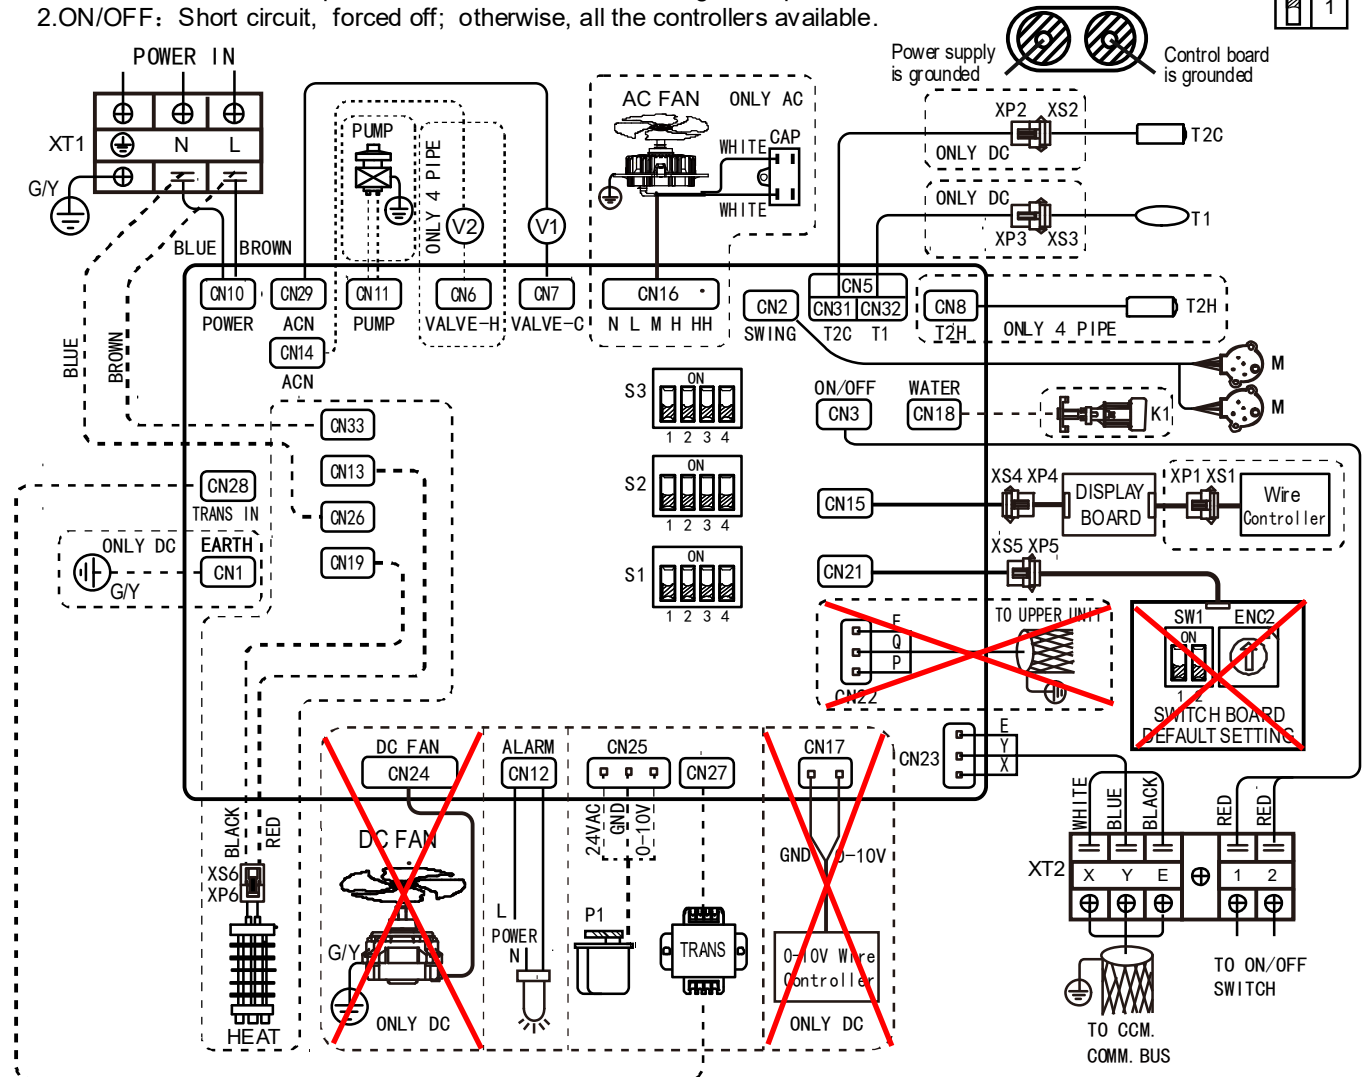 2.ON/OFF: Short circuit, forced off; otherwise, all the controllers available.
1
POWER IN
XT1
N
L
G/Y
BLUE
BROWN
PUMP
ONLY 4 PIPE
V2
V1
AC FAN
ONLY AC
WHITE
CAP
WHITE
Power supply
is grounded
Control board
is grounded
XP2
XS2
ONLY DC
T2C
ONLY DC
XP3
XS3
T1
CN10
POWER
CN29
ACN
CN14
ACN
CN11
PUMP
CN6
VALVE-H
CN7
VALVE-C
CN16
N L M H HH
CN2
SWING
CN5
CN31
CN32
T2C
T1
CN8
T2H
ONLY 4 PIPE
T2H
M
M
BLUE
BROWN
S3
ON
1 2 3 4
S2
ON
1 2 3 4
S1
ON
1 2 3 4
ON/OFF
CN3
WATER
CN18
K1
CN33
CN13
CN26
CN19
CN28
TRANS IN
ONLY DC
EARTH
CN1
G/Y
CN15
XS4 XP4
DISPLAY
BOARD
XP1 XS1
Wire
Controller
CN21
XS5 XP5
TO UPPER UNIT
F
Q
P
CN22
SW1
ENC2
ON
1 2
SWITCH BOARD
DEFAULT SETTING
CN23
E
Y
X
DC FAN
CN24
DC FAN
G/Y
ONLY DC
ALARM
CN12
L
POWER
N
CN25
CN27
24VAC
GND
0-10V
P1
TRANS
CN17
GND
0-10V
0-10V Wire
Controller
ONLY DC
BLACK
RED
XS6
XP6
HEAT
WHITE
BLUE
BLACK
RED
RED
XT2
X
Y
E
1
2
TO CCM.
COMM. BUS
TO ON/OFF
SWITCH